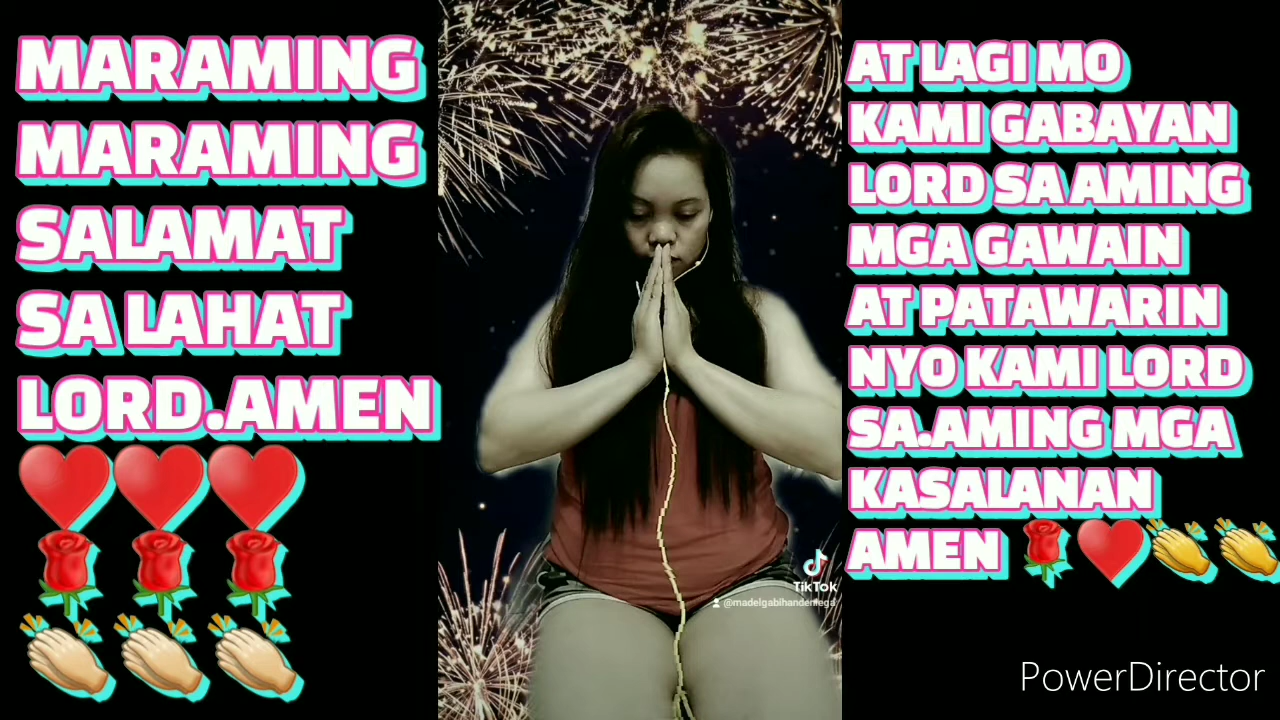 MARAMING
MARAMING
SALAMAT
SA LAHAT
LORD.AMEN
AT LAGI MO
KAMI GABAYAN
LORD SA AMING
MGA GAWAIN
AT PATAWARIN
NYO KAMI LORD
SA.AMING MGA
KASALANAN
AMEN
TikTok
PowerDirector